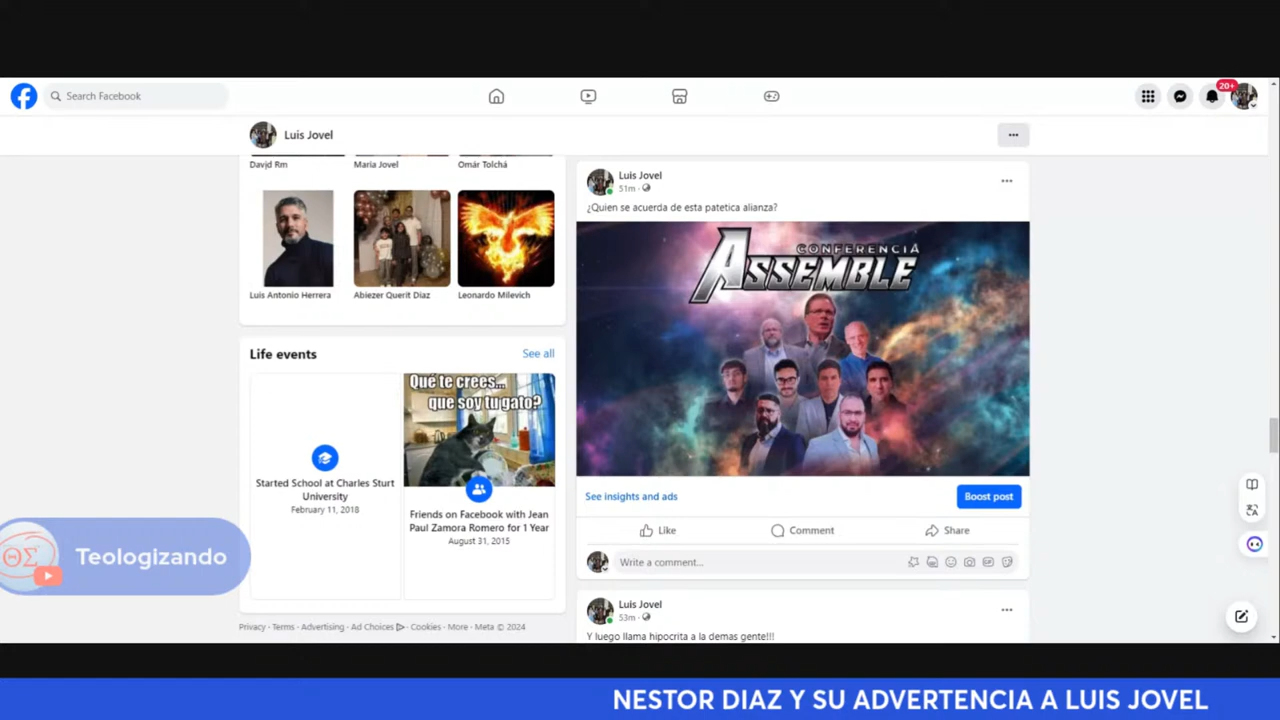 Search Facebook
20+
Luis Jovel
David Rm
Maria Jovel
Omár Tolchá
Luis Antonio Herrera
Abiezer Querit Diaz
Leonardo Milevich
Life events
See all
Started School at Charles Sturt
University
February 11, 2018
Qué te crees...
que soy tu gato?
Friends on Facebook with Jean
Paul Zamora Romero for 1 Year
August 31, 2015
Privacy · Terms · Advertising · Ad Choices · Cookies · More · Meta © 2024
Luis Jovel
51m
¿Quien se acuerda de esta patetica alianza?
CONFERENCIA
ASSEMBLE
See insights and ads
Boost post
Like
Comment
Share
Write a comment...
GIF
Luis Jovel
53m
Y luego llama hipocrita a la demas gente!!!
ΘΣ
Teologizando
NESTOR DIAZ Y SU ADVERTENCIA A LUIS JOVEL